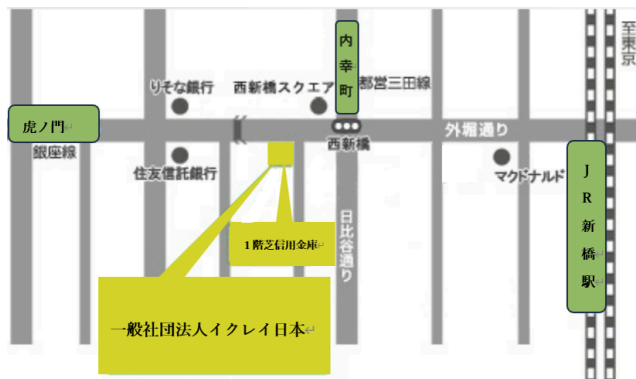 内幸町
至東京
りそな銀行
西新橋スクエア
都営三田線
虎ノ門
外堀通り
銀座線
西新橋
住友信託銀行
マクドナルド
JR新橋駅
日比谷通り
1階芝信用金庫
一般社団法人イクレイ日本